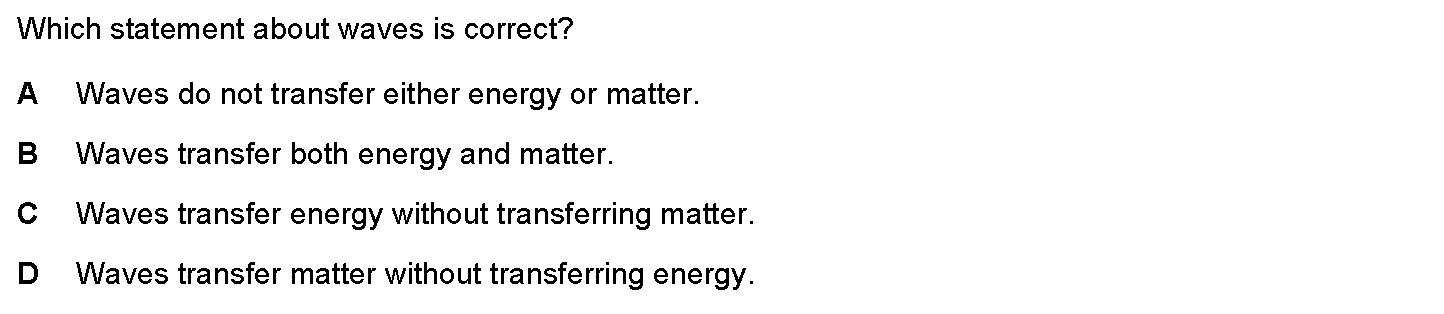 Which statement about waves is correct?
A Waves do not transfer either energy or matter.
B Waves transfer both energy and matter.
C Waves transfer energy without transferring matter.
D Waves transfer matter without transferring energy.